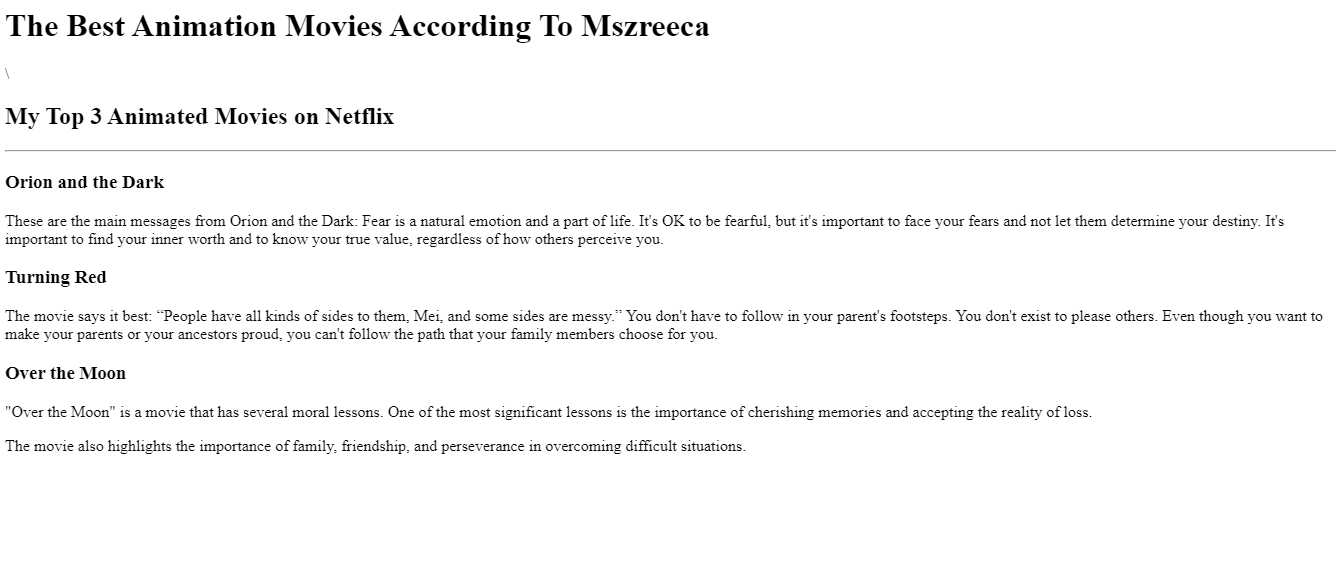 The Best Animation Movies According To Mszreeca
\
My Top 3 Animated Movies on Netflix
Orion and the Dark
These are the main messages from Orion and the Dark: Fear is a natural emotion and a part of life. It's OK to be fearful, but it's important to face your fears and not let them determine your destiny. It's
important to find your inner worth and to know your true value, regardless of how others perceive you.
Turning Red
The movie says it best: “People have all kinds of sides to them, Mei, and some sides are messy.” You don't have to follow in your parent's footsteps. You don't exist to please others. Even though you want to
make your parents or your ancestors proud, you can't follow the path that your family members choose for you.
Over the Moon
"Over the Moon" is a movie that has several moral lessons. One of the most significant lessons is the importance of cherishing memories and accepting the reality of loss.
The movie also highlights the importance of family, friendship, and perseverance in overcoming difficult situations.